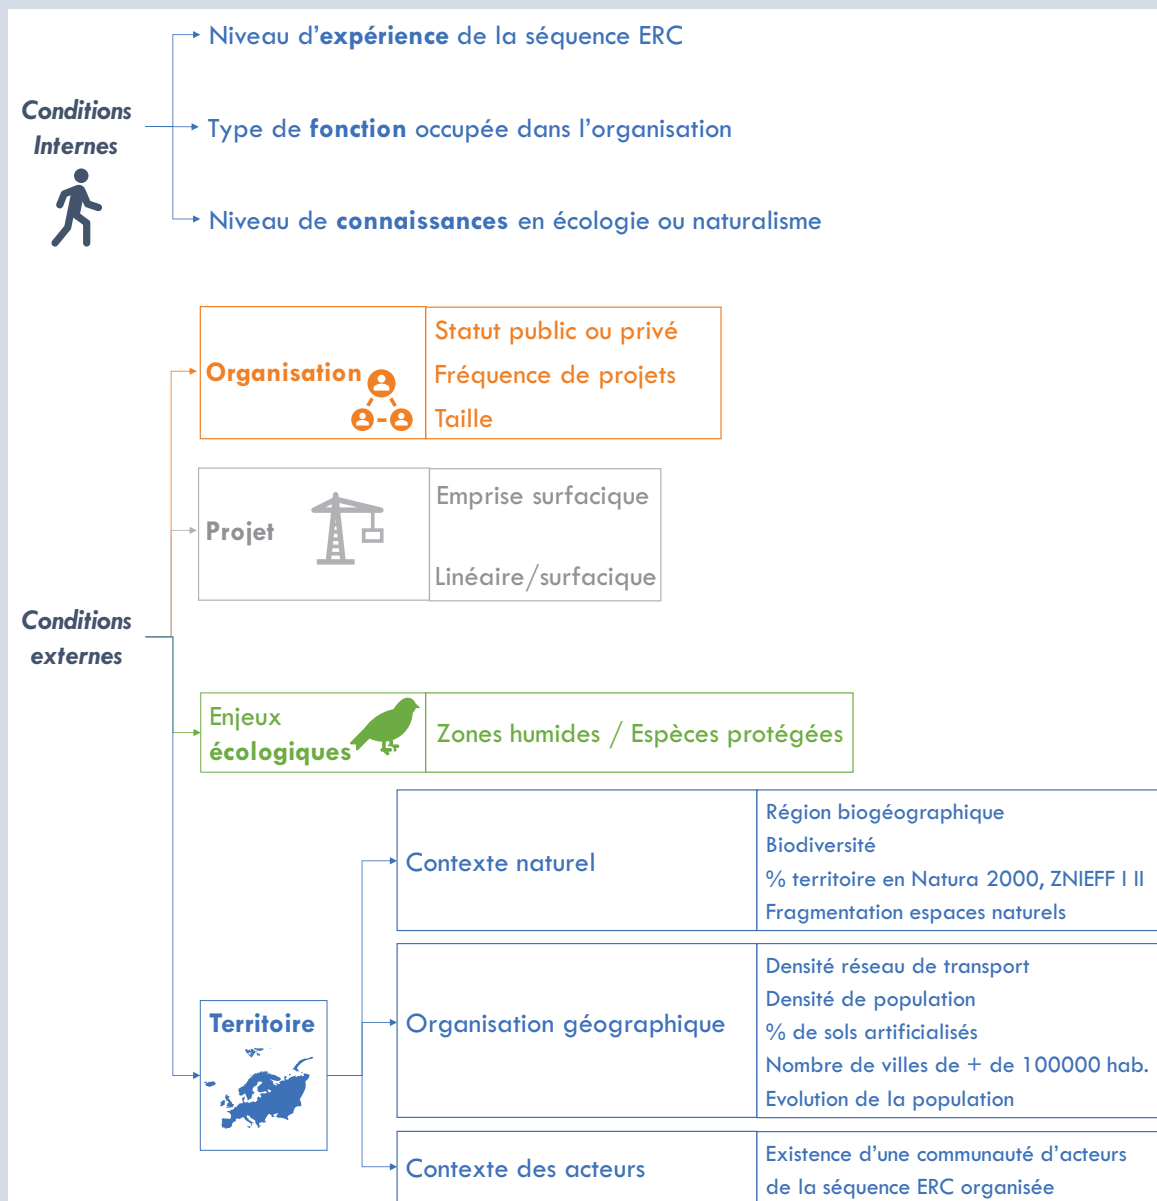 Conditions
Internes
Niveau d'expérience de la séquence ERC
Type de fonction occupée dans l'organisation
Niveau de connaissances en écologie ou naturalisme
Conditions
externes
Organisation
Statut public ou privé
Fréquence de projets
Taille
Projet
Emprise surfacique
Linéaire/surfacique
Enjeux
écologiques
Zones humides / Espèces protégées
Territoire
Contexte naturel
Région biogéographique
Biodiversité
% territoire en Natura 2000, ZNIEFF I II
Fragmentation espaces naturels
Organisation géographique
Densité réseau de transport
Densité de population
% de sols artificialisés
Nombre de villes de + de 100000 hab.
Evolution de la population
Contexte des acteurs
Existence d'une communauté d'acteurs
de la séquence ERC organisée